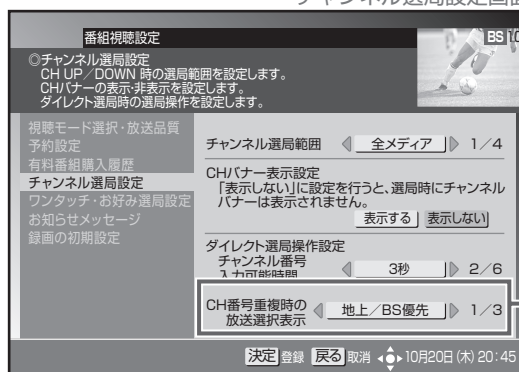 チャンネル選局設定画面
番組視聴設定
BS 10
◎チャンネル選局設定
CH UP／DOWN 時の選局範囲を設定します。
CHバナーの表示・非表示を設定します。
ダイレクト選局時の選局操作を設定します。
視聴モード選択・放送品質
予約設定
有料番組購入履歴
チャンネル選局設定
ワンタッチ・お好み選局設定
お知らせメッセージ
録画の初期設定
チャンネル選局範囲 全メディア 1／4
CHバナー表示設定
「表示しない」に設定を行うと、選局時にチャンネル
バナーは表示されません。
表示する 表示しない
ダイレクト選局操作設定
チャンネル番号
入力可能時間 3秒 2／6
CH番号重複時の
放送選択表示 地上／BS優先 1／3
決定 登録 戻る 取消 10月20日(木) 20:45